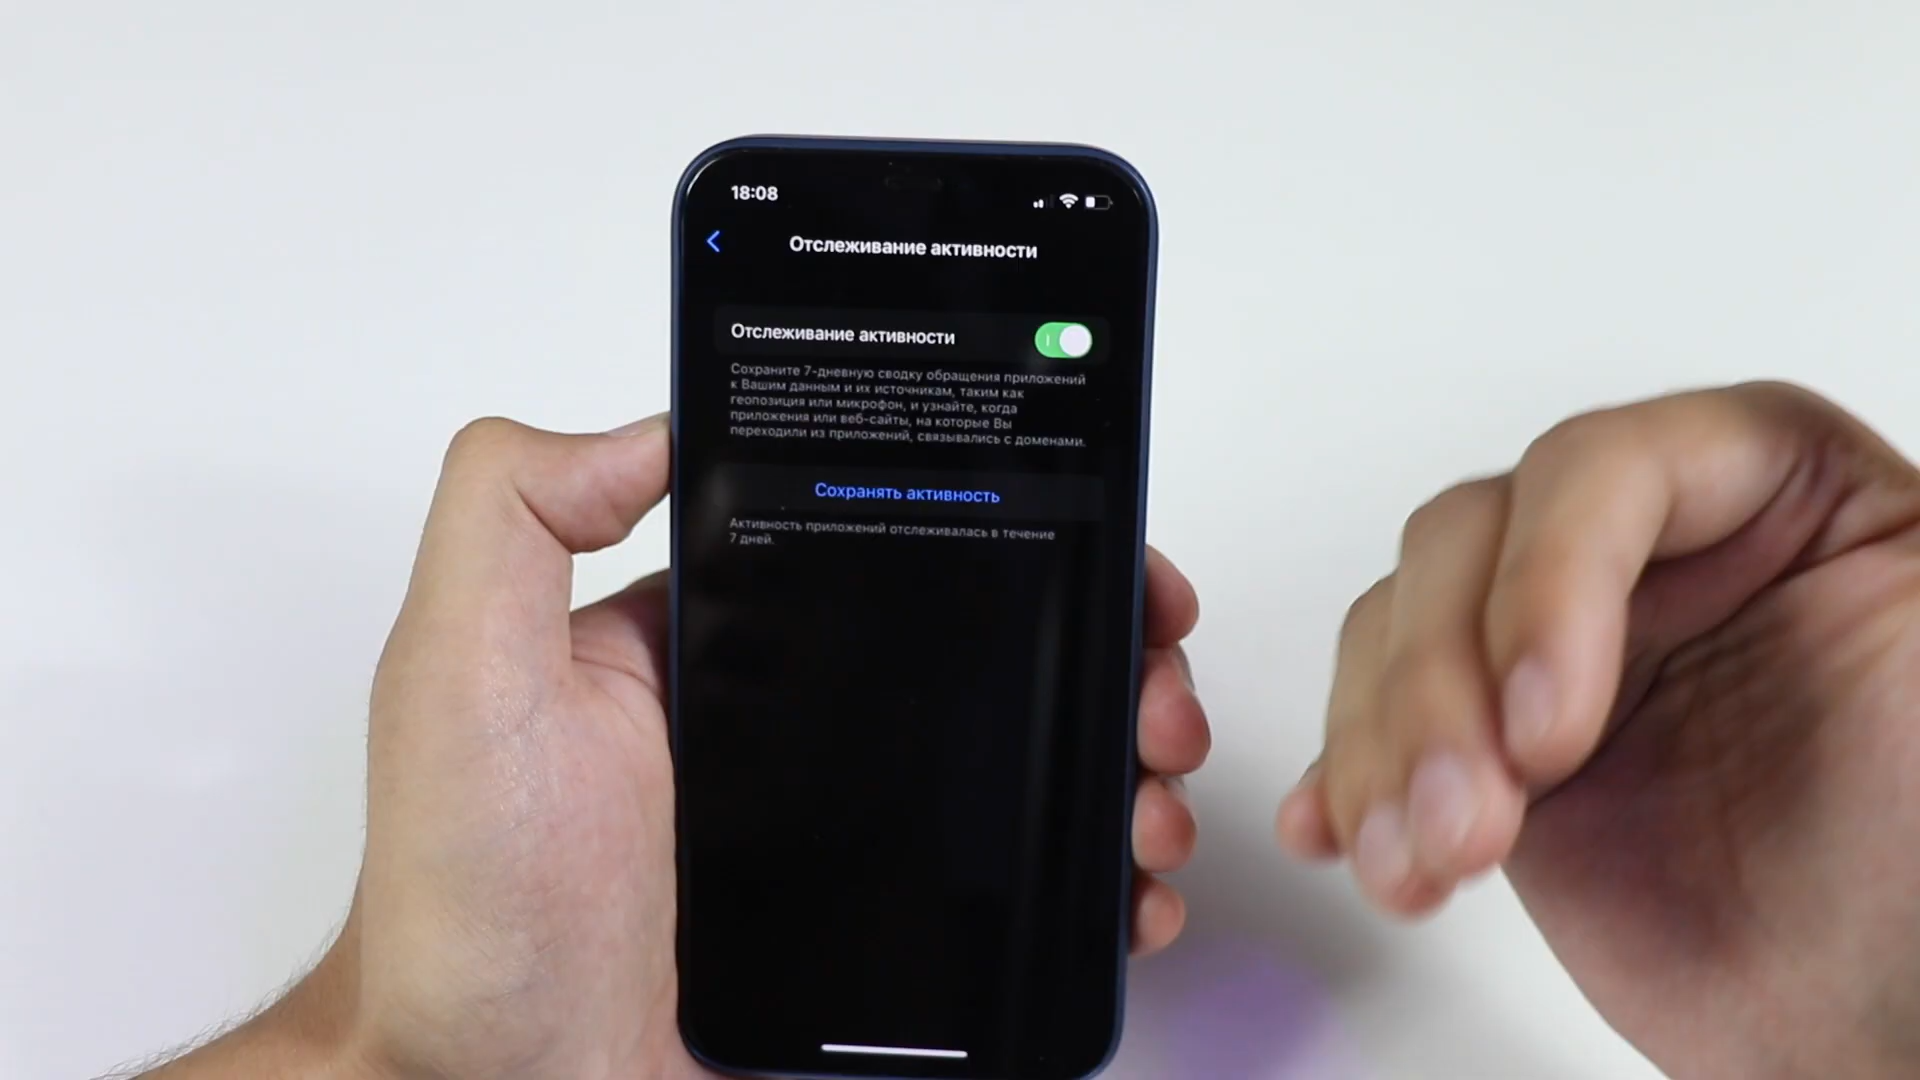 18:08
Отслеживание активности
Отслеживание активности
Сохраните 7-дневную сводку обращения приложений
к Вашим данным и их источникам, таким как
геопозиция или микрофон, и узнайте, когда
приложения или веб-сайты, на которые Вы
переходили из приложений, связывались с доменами.
Сохранять активность
Активность приложений отслеживалась в течение
7 дней.